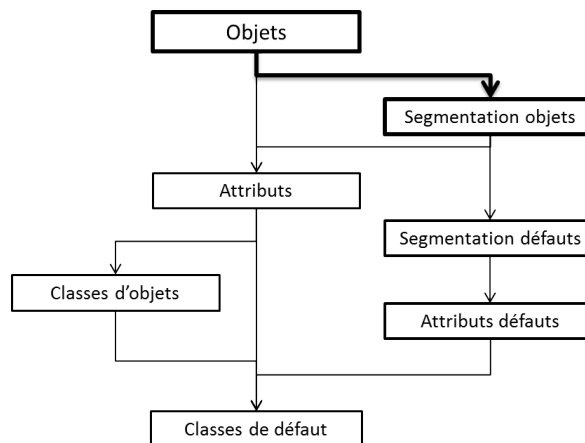 Objets
Segmentation objets
Attributs
Segmentation défauts
Classes d’objets
Attributs défauts
Classes de défaut